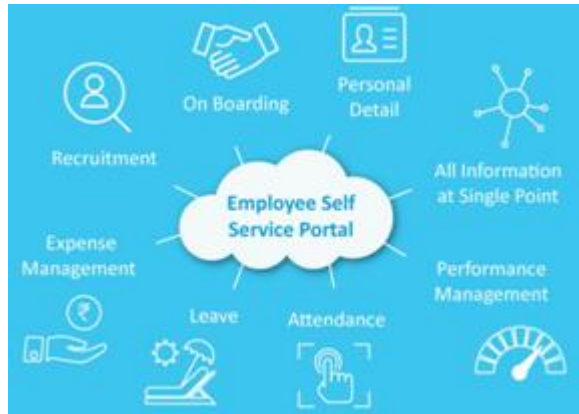 On Boarding
Personal
Detail
Recruitment
All Information
at Single Point
Employee Self
Service Portal
Expense
Management
Performance
Management
₹
Leave
Attendance